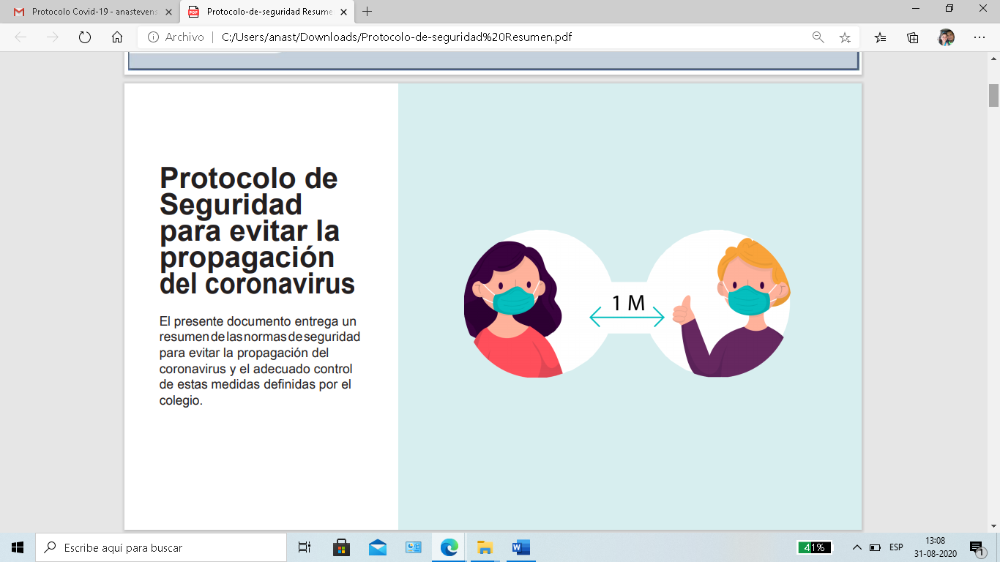 Protocolo Covid-19 - anastevens
Protocolo-de-seguridad Resume
Archivo
C:/Users/anast/Downloads/Protocolo-de-seguridad%20Resumen.pdf
Protocolo de
Seguridad
para evitar la
propagación
del coronavirus
El presente documento entrega un
resumen de las normas de seguridad
para evitar la propagación del
coronavirus y el adecuado control
de estas medidas definidas por el
colegio.
1 M
Escribe aquí para buscar
41%
ESP
13:08
31-08-2020
1